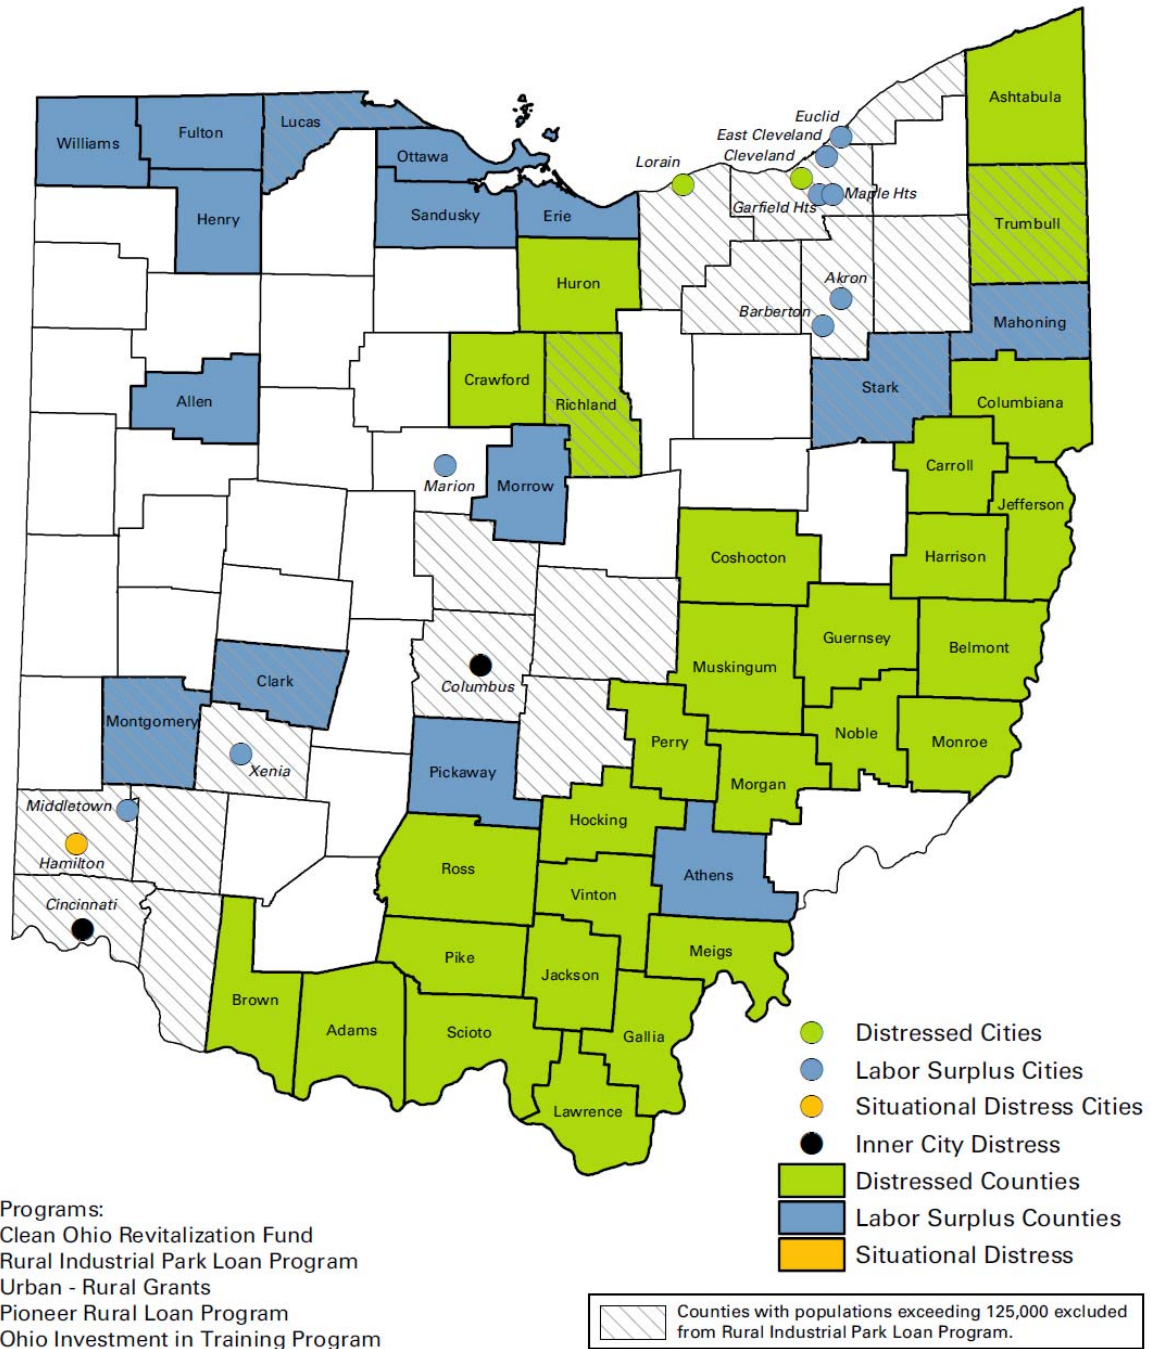 Ashtabula
Euclid
East Cleveland
Cleveland
Lorain
Williams
Fulton
Lucas
Ottawa
Henry
Sandusky
Erie
Garfield Hts
Maple Hts
Trumbull
Huron
Akron
Barberton
Mahoning
Allen
Crawford
Richland
Stark
Columbiana
Marion
Morrow
Carroll
Jefferson
Coshocton
Harrison
Guernsey
Belmont
Muskingum
Clark
Columbus
Montgomery
Perry
Noble
Monroe
Xenia
Pickaway
Morgan
Middletown
Hocking
Hamilton
Ross
Athens
Cincinnati
Vinton
Pike
Jackson
Meigs
Brown
Adams
Scioto
Gallia
Lawrence
Distressed Cities
Labor Surplus Cities
Situational Distress Cities
Inner City Distress
Distressed Counties
Labor Surplus Counties
Situational Distress
Programs:
Clean Ohio Revitalization Fund
Rural Industrial Park Loan Program
Urban - Rural Grants
Pioneer Rural Loan Program
Ohio Investment in Training Program
Counties with populations exceeding 125,000 excluded
from Rural Industrial Park Loan Program.